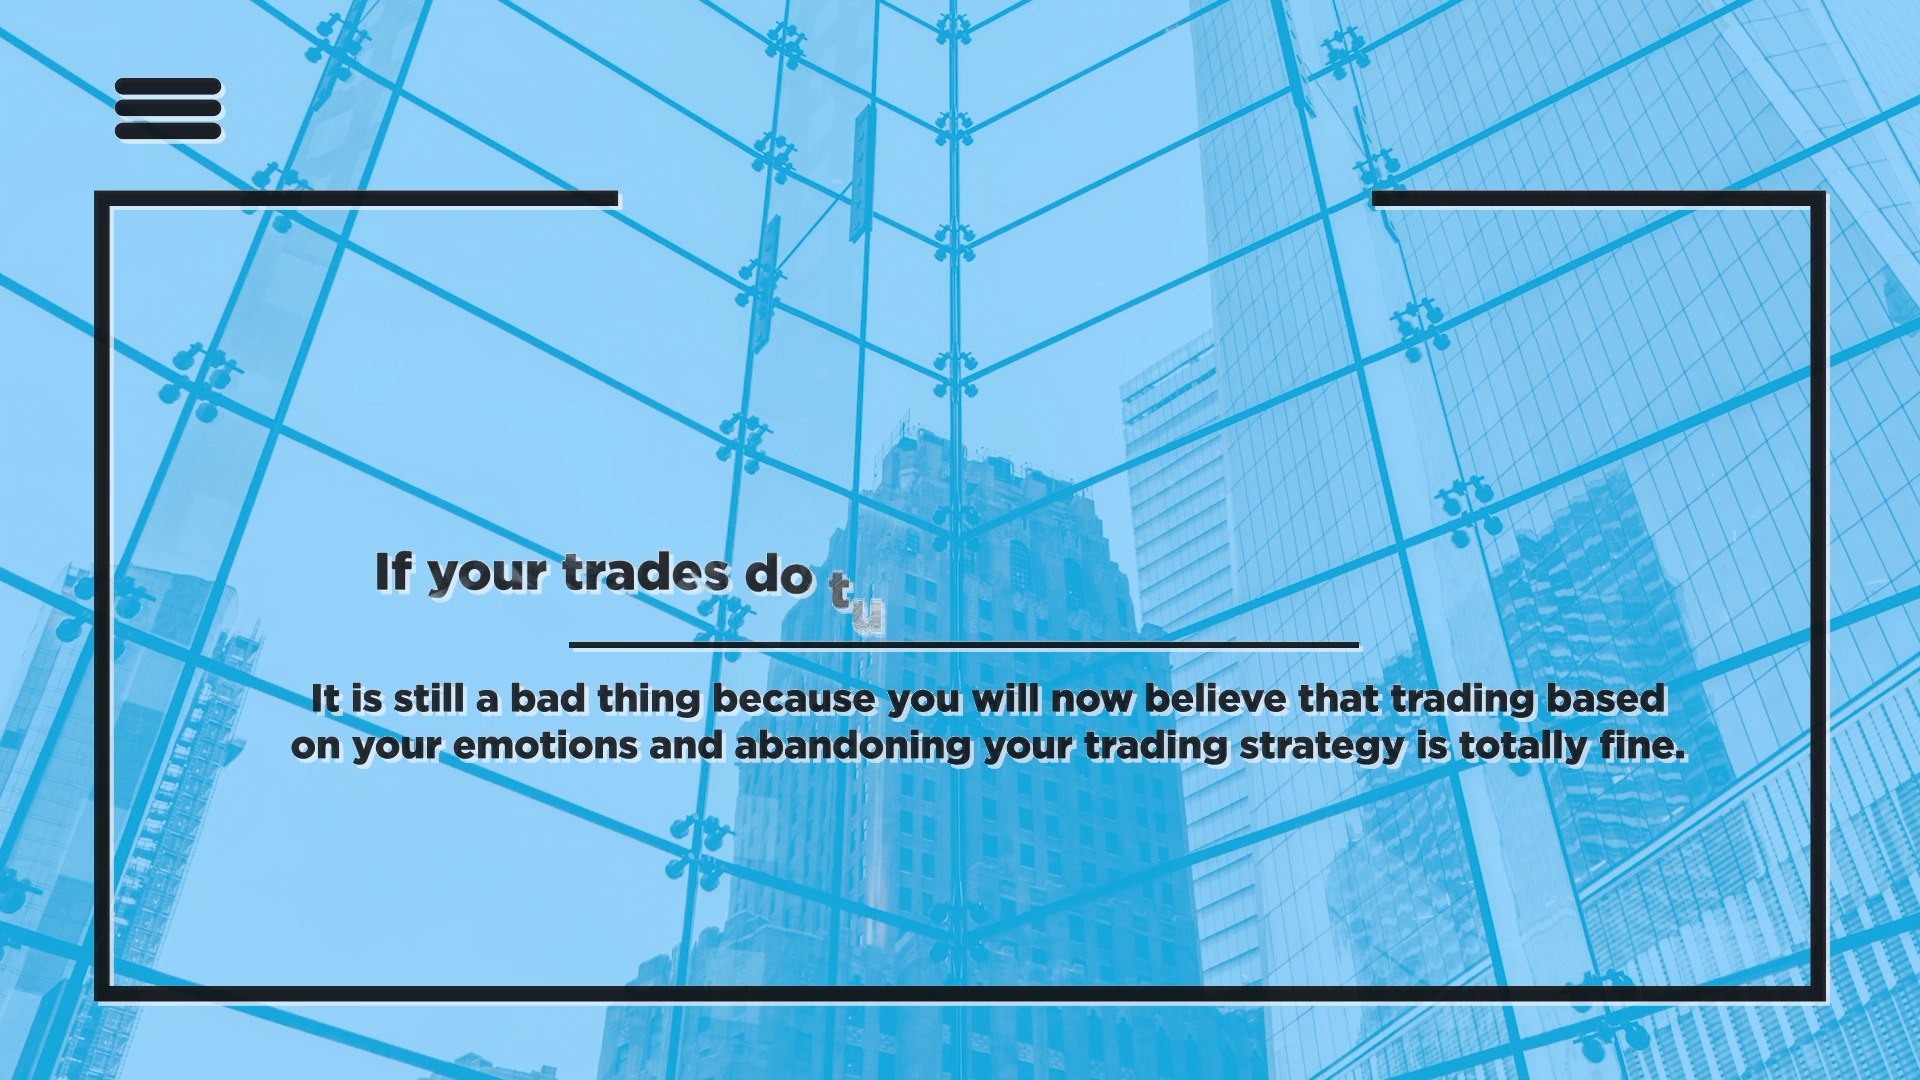 If your trades do tu
It is still a bad thing because you will now believe that trading based
on your emotions and abandoning your trading strategy is totally fine.